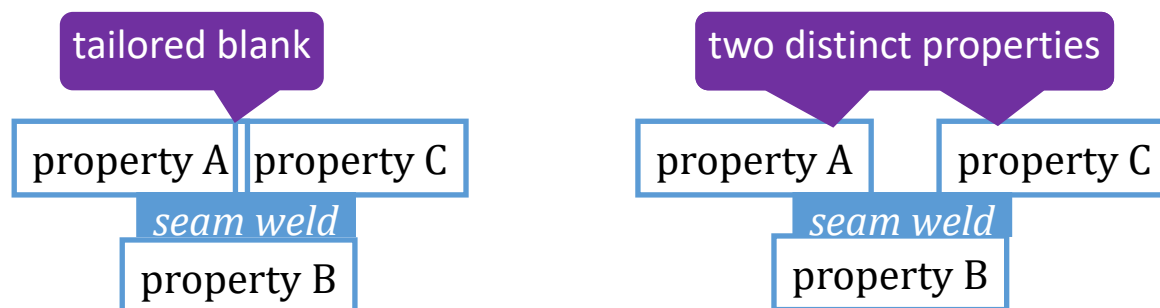 tailored blank
two distinct properties
property A
property C
property A
property C
seam weld
seam weld
property B
property B